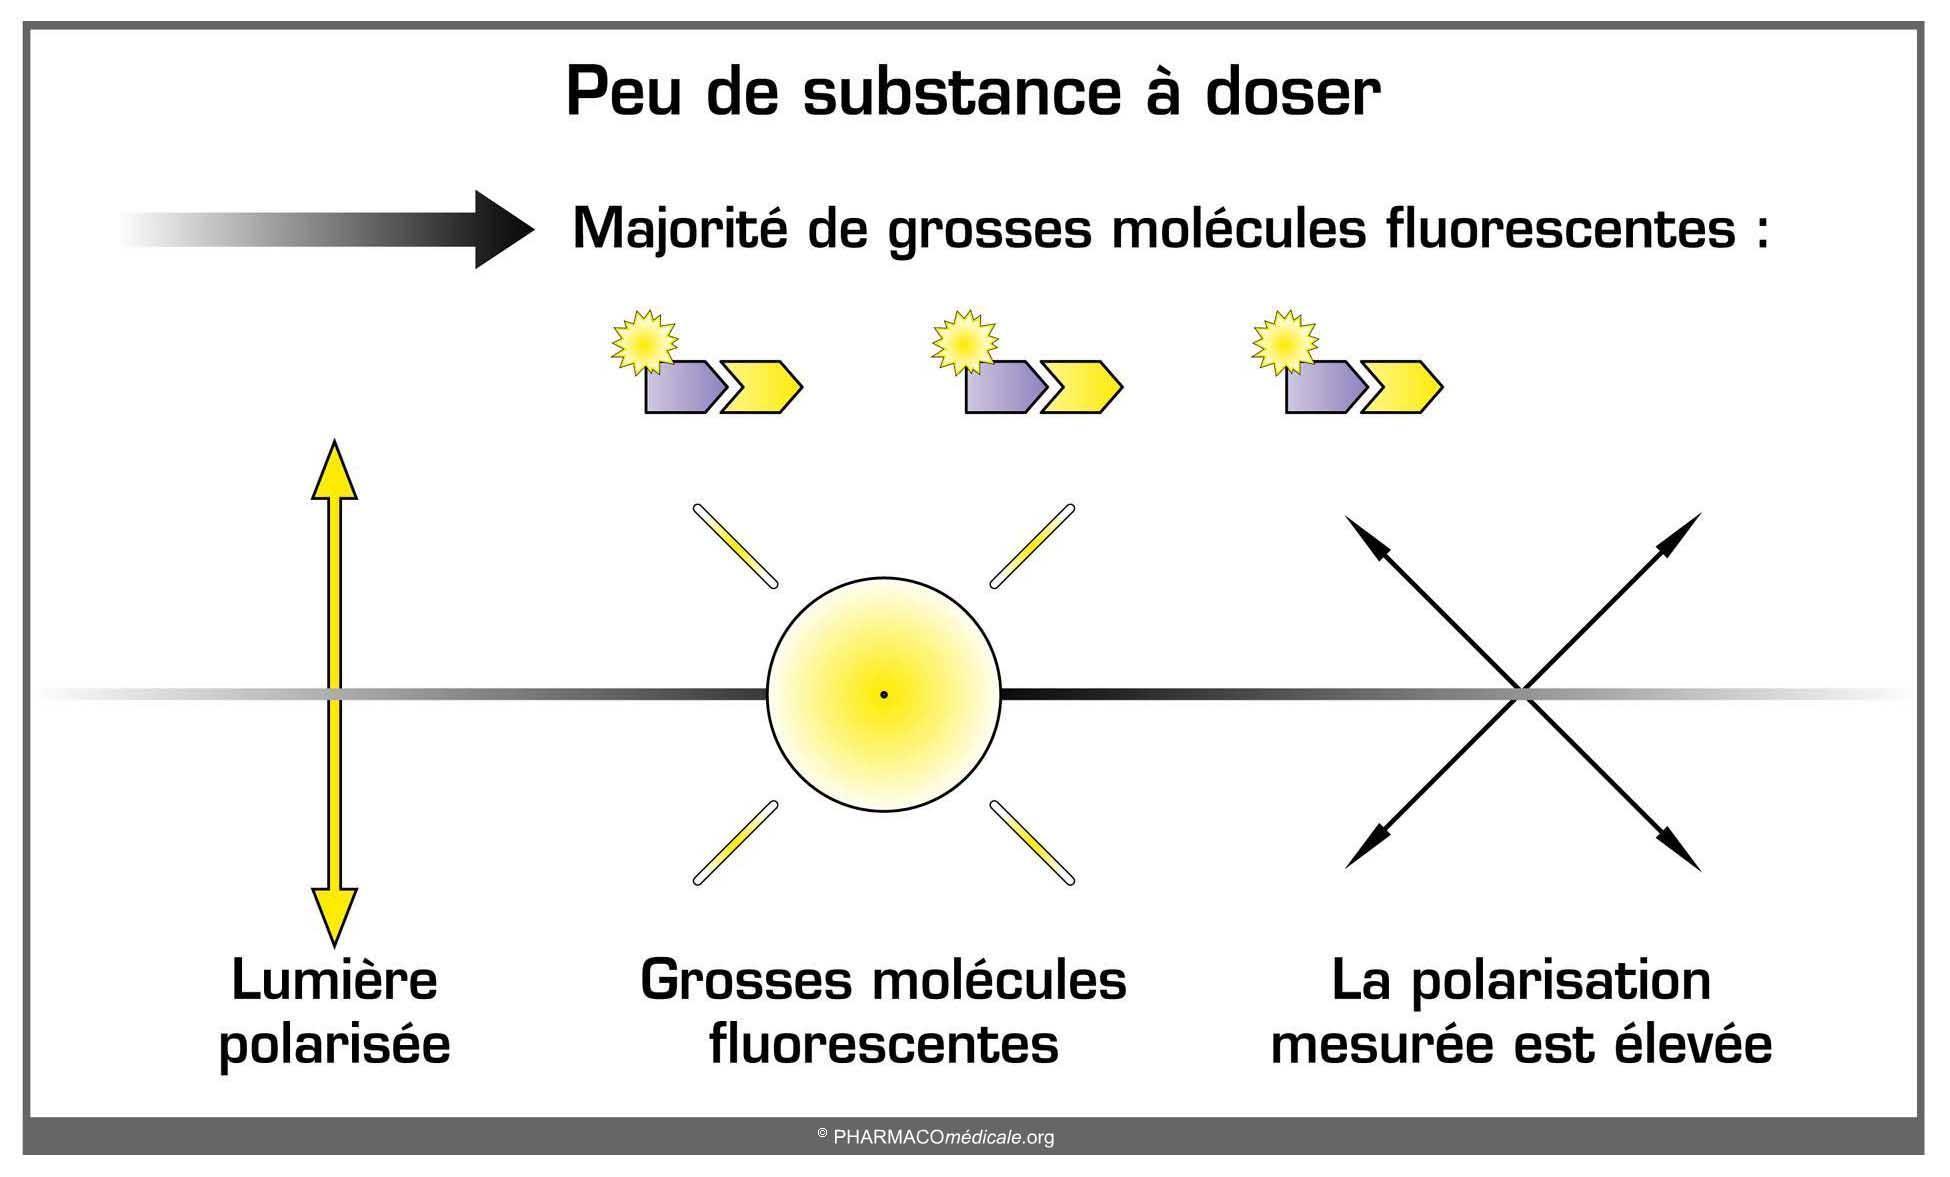 Peu de substance à doser
Majorité de grosses molécules fluorescentes :
Lumière
polarisée
Grosses molécules
fluorescentes
La polarisation
mesurée est élevée
© PHARMACOmédicale.org